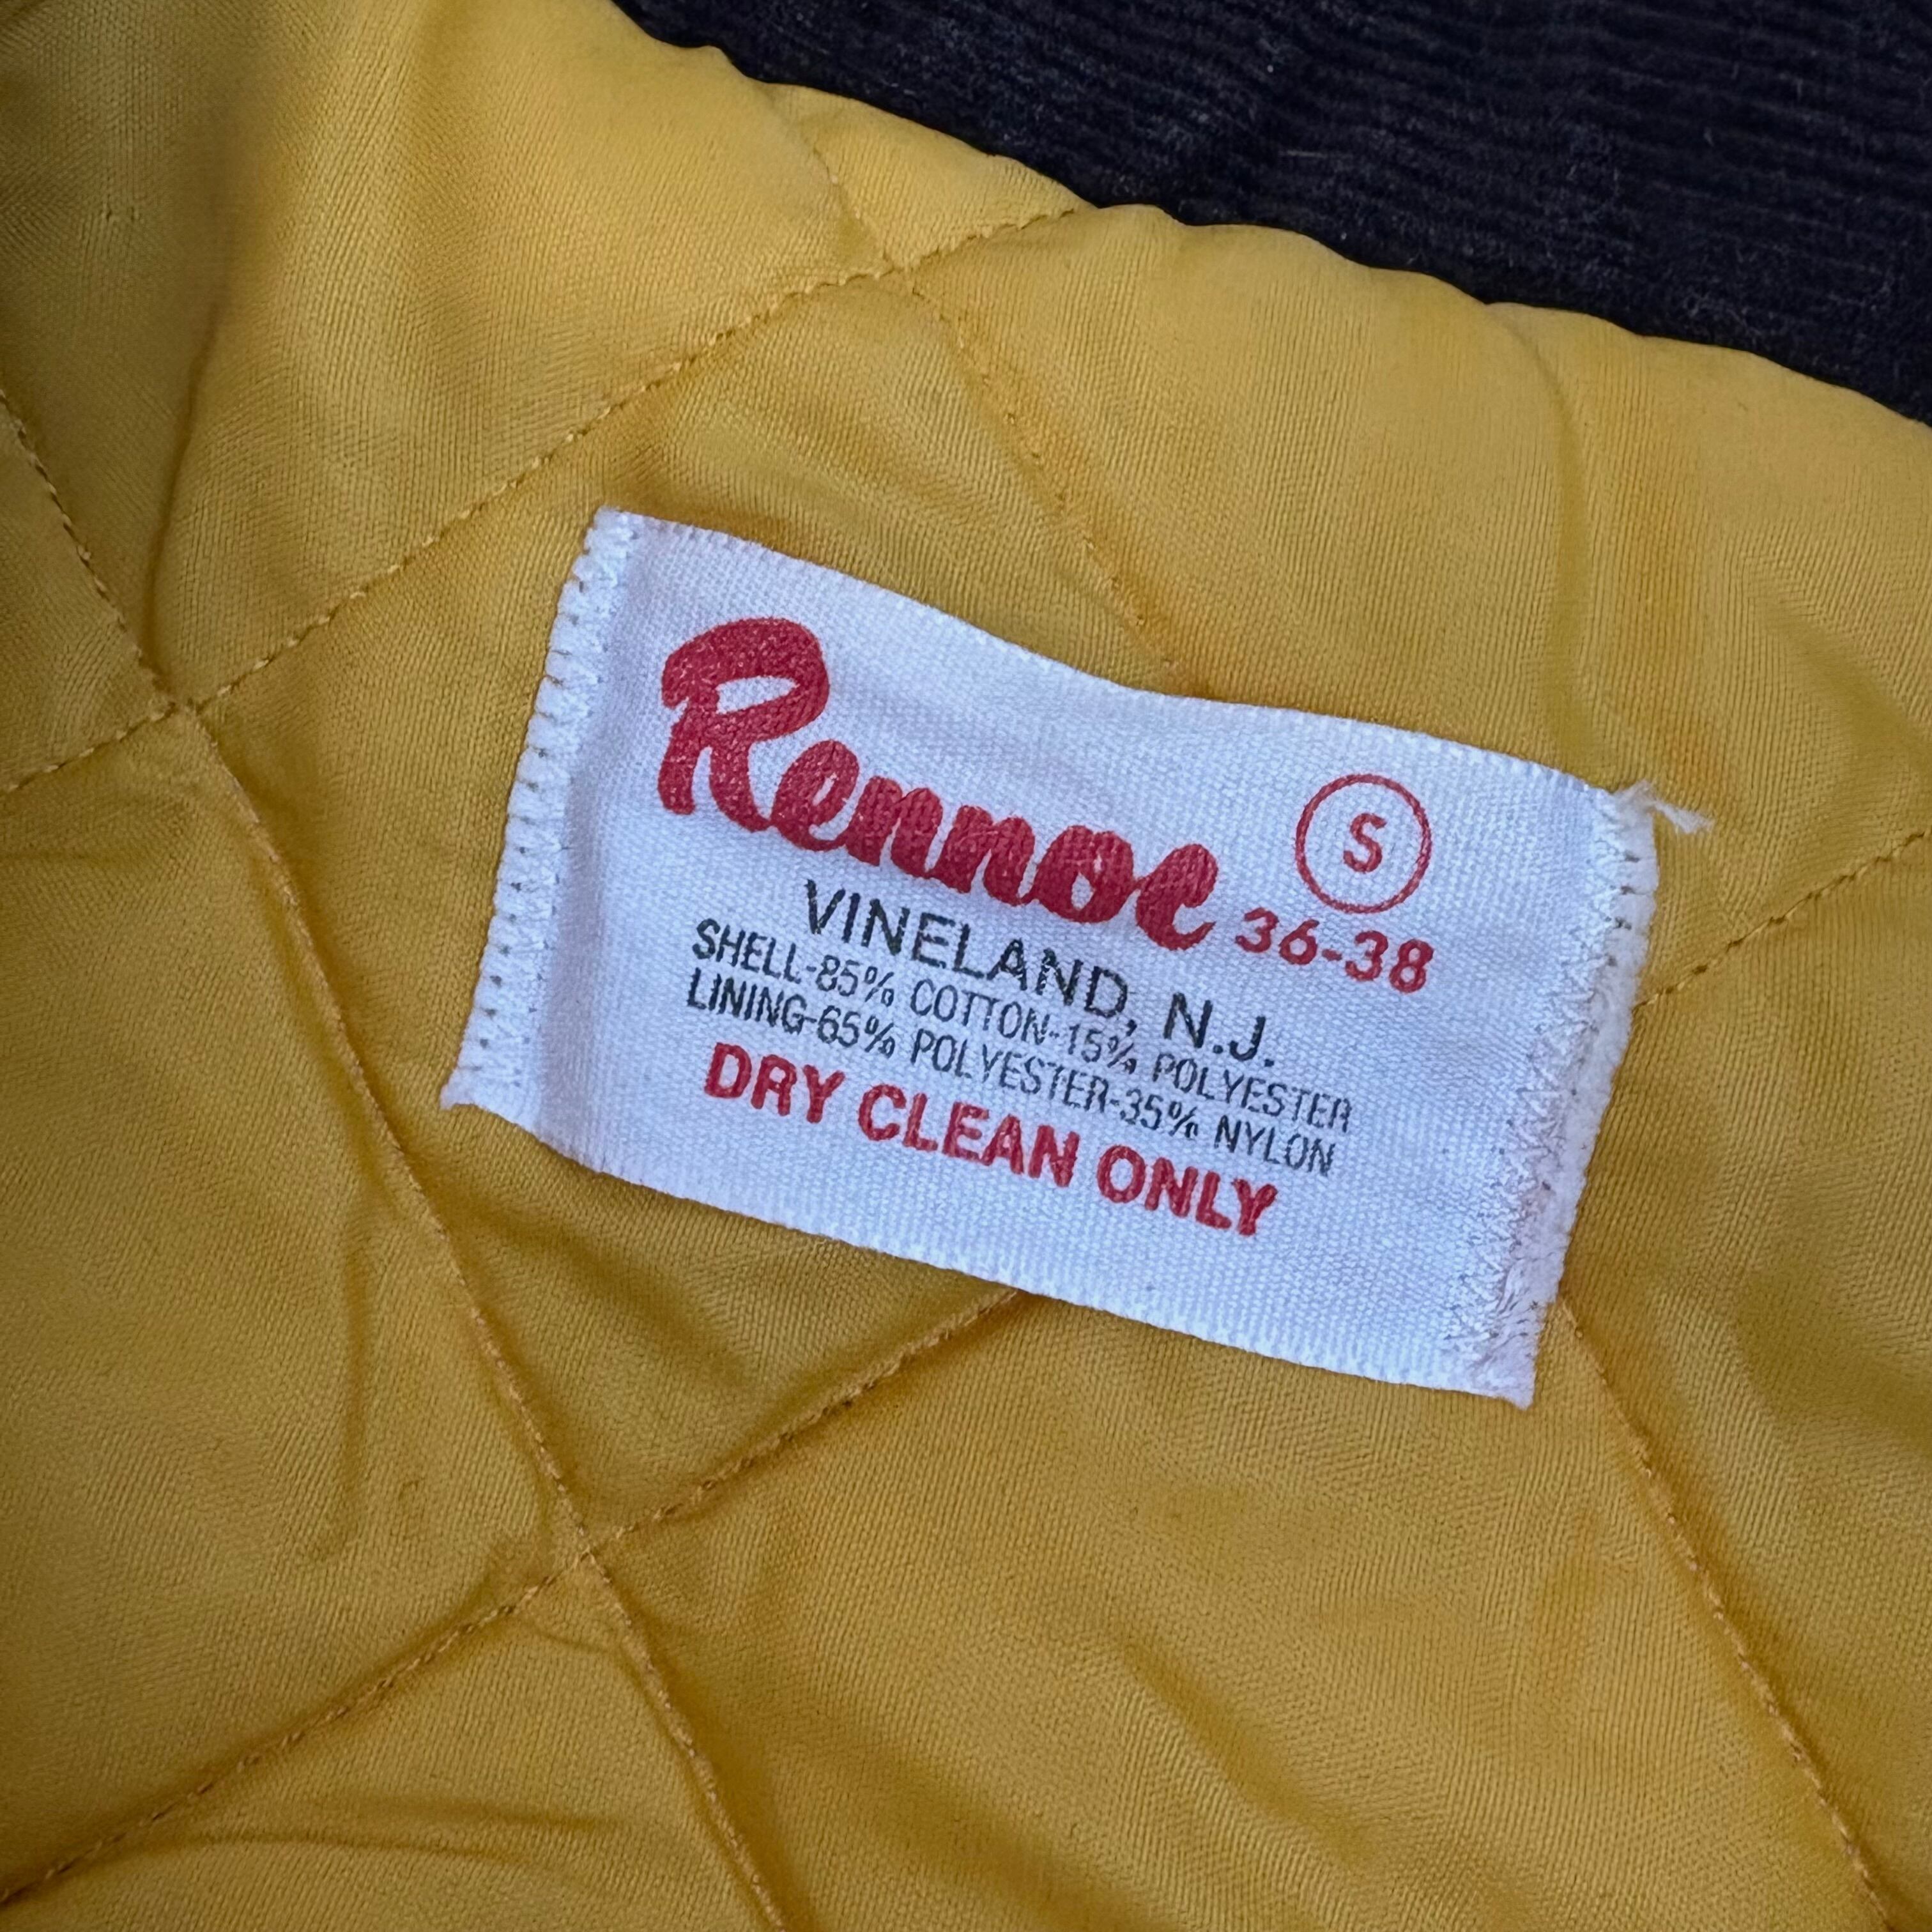 Rennoc S
36-38
VINELAND, N.J.
SHELL-85% COTTON-15% POLYESTER
LINING-65% POLYESTER-35% NYLON
DRY CLEAN ONLY